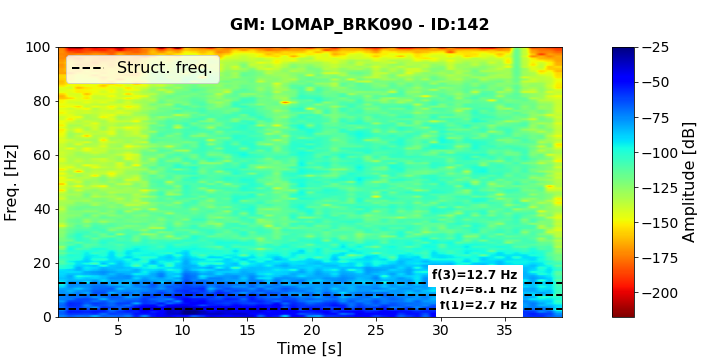 GM: LOMAP_BRK090 - ID:142
Struct. freq.
100
80
60
40
20
0
Freq. [Hz]
5
10
15
20
25
30
35
Time [s]
f(3)=12.7 Hz
f(2)=8.1 Hz
f(1)=2.7 Hz
−25
−50
−75
−100
−125
−150
−175
−200
Amplitude [dB]